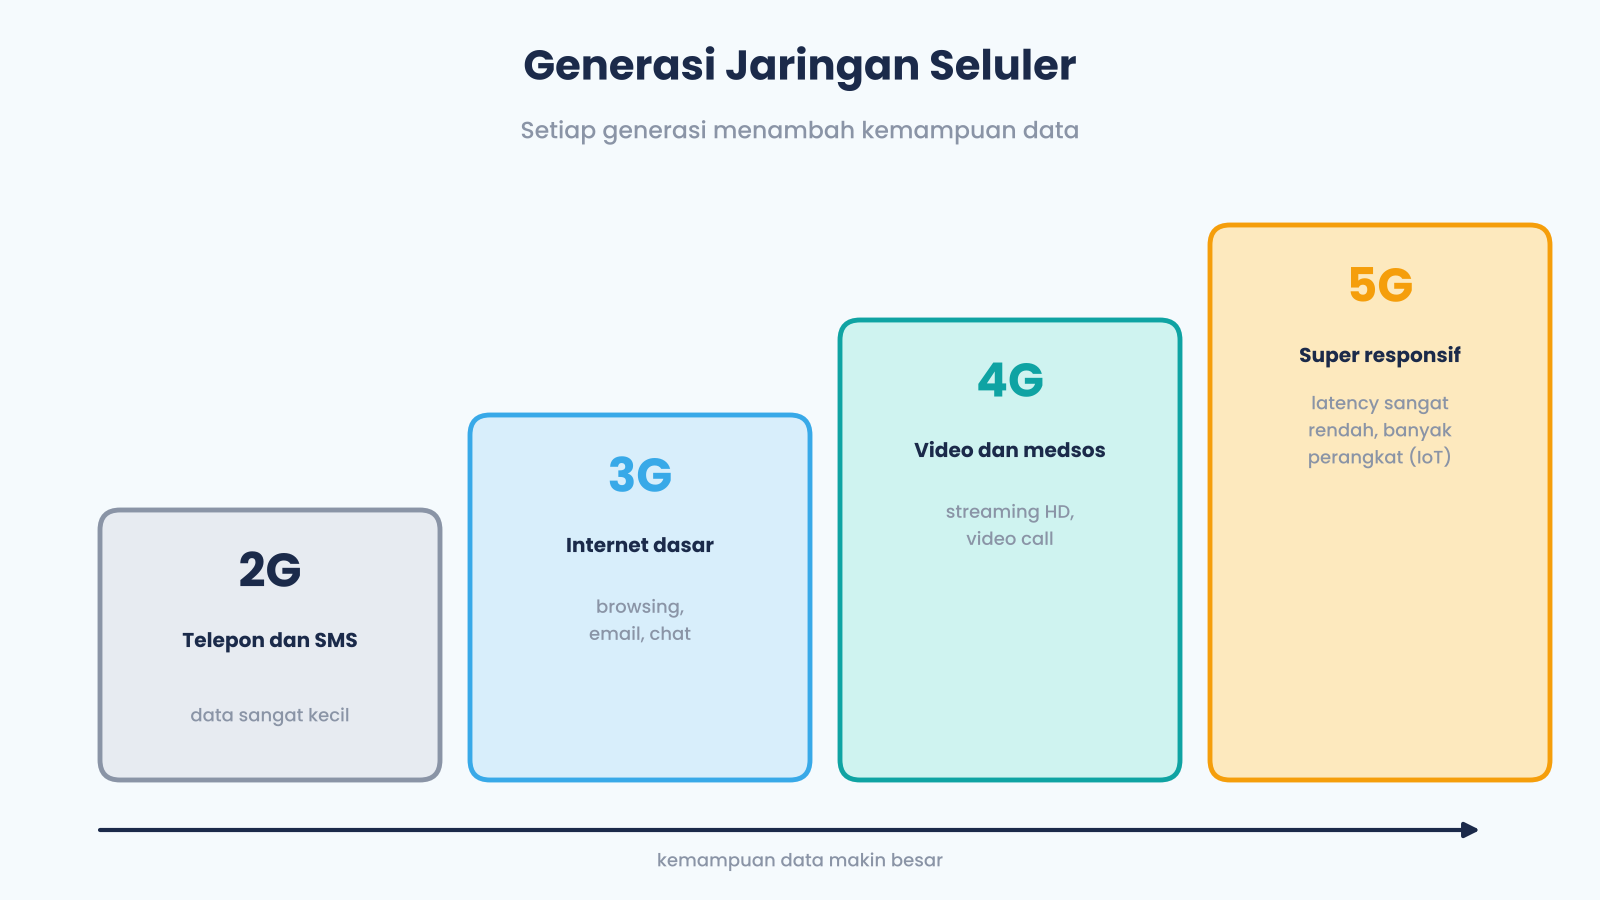 Generasi Jaringan Seluler
Setiap generasi menambah kemampuan data
2G
Telepon dan SMS
data sangat kecil
3G
Internet dasar
browsing,
email, chat
4G
Video dan medsos
streaming HD,
video call
5G
Super responsif
latency sangat
rendah, banyak
perangkat (IoT)
kemampuan data makin besar